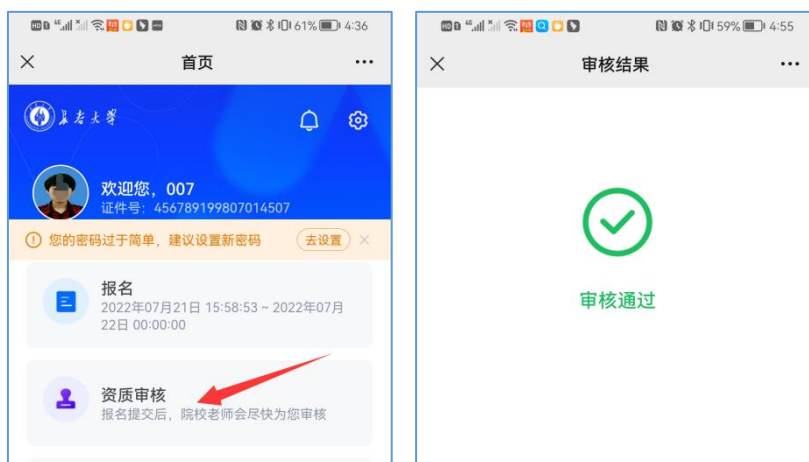 61% 4:36
首页
长春大学
欢迎您，007
证件号：456789199807014507
您的密码过于简单，建议设置新密码
去设置
报名
2022年07月21日 15:58:53 ~ 2022年07月
22日 00:00:00
资质审核
报名提交后，院校老师会尽快为您审核
59% 4:55
审核结果
审核通过